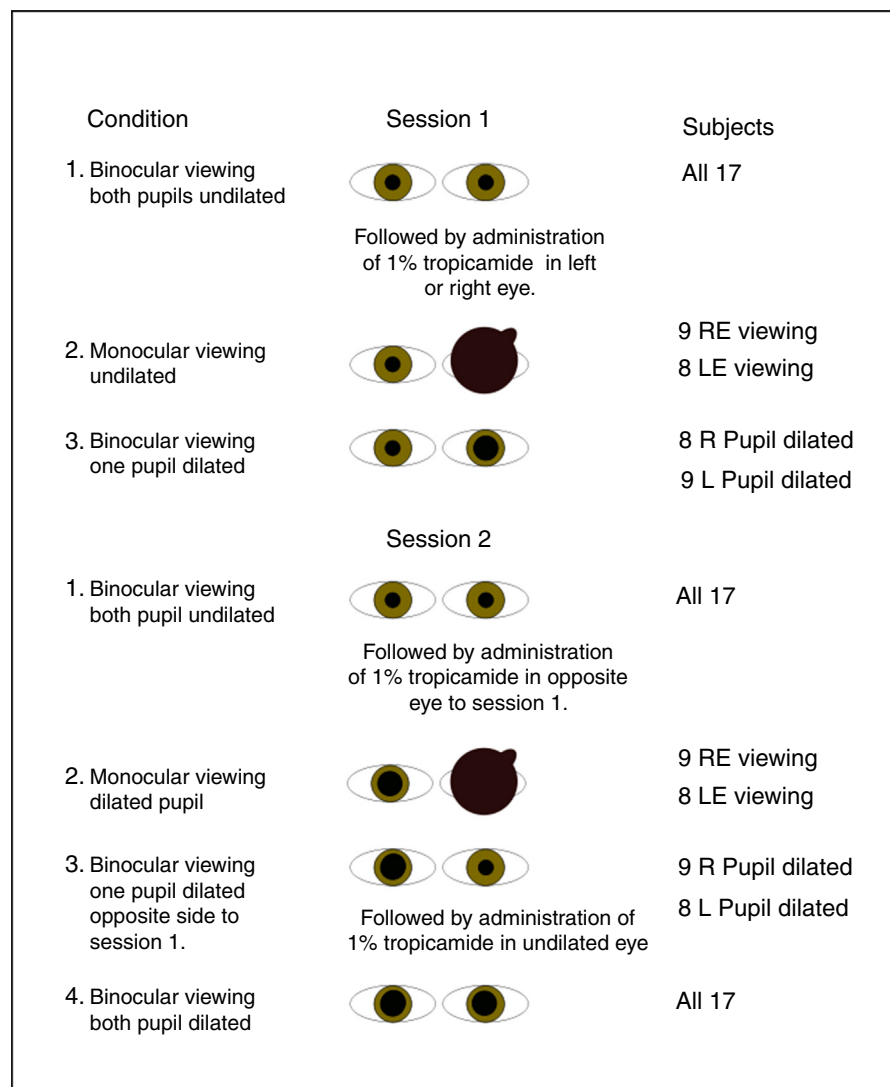 Condition Session 1 Subjects
1. Binocular viewing All 17
both pupils undilated
Followed by administration
of 1% tropicamide in left
or right eye.
2. Monocular viewing 9 RE viewing
undilated 8 LE viewing
3. Binocular viewing 8 R Pupil dilated
one pupil dilated 9 L Pupil dilated
Session 2
1. Binocular viewing All 17
both pupil undilated
Followed by administration
of 1% tropicamide in opposite
eye to session 1.
2. Monocular viewing 9 RE viewing
dilated pupil 8 LE viewing
3. Binocular viewing 9 R Pupil dilated
one pupil dilated
opposite side to 8 L Pupil dilated
session 1.
Followed by administration of
1% tropicamide in undilated eye
4. Binocular viewing All 17
both pupil dilated